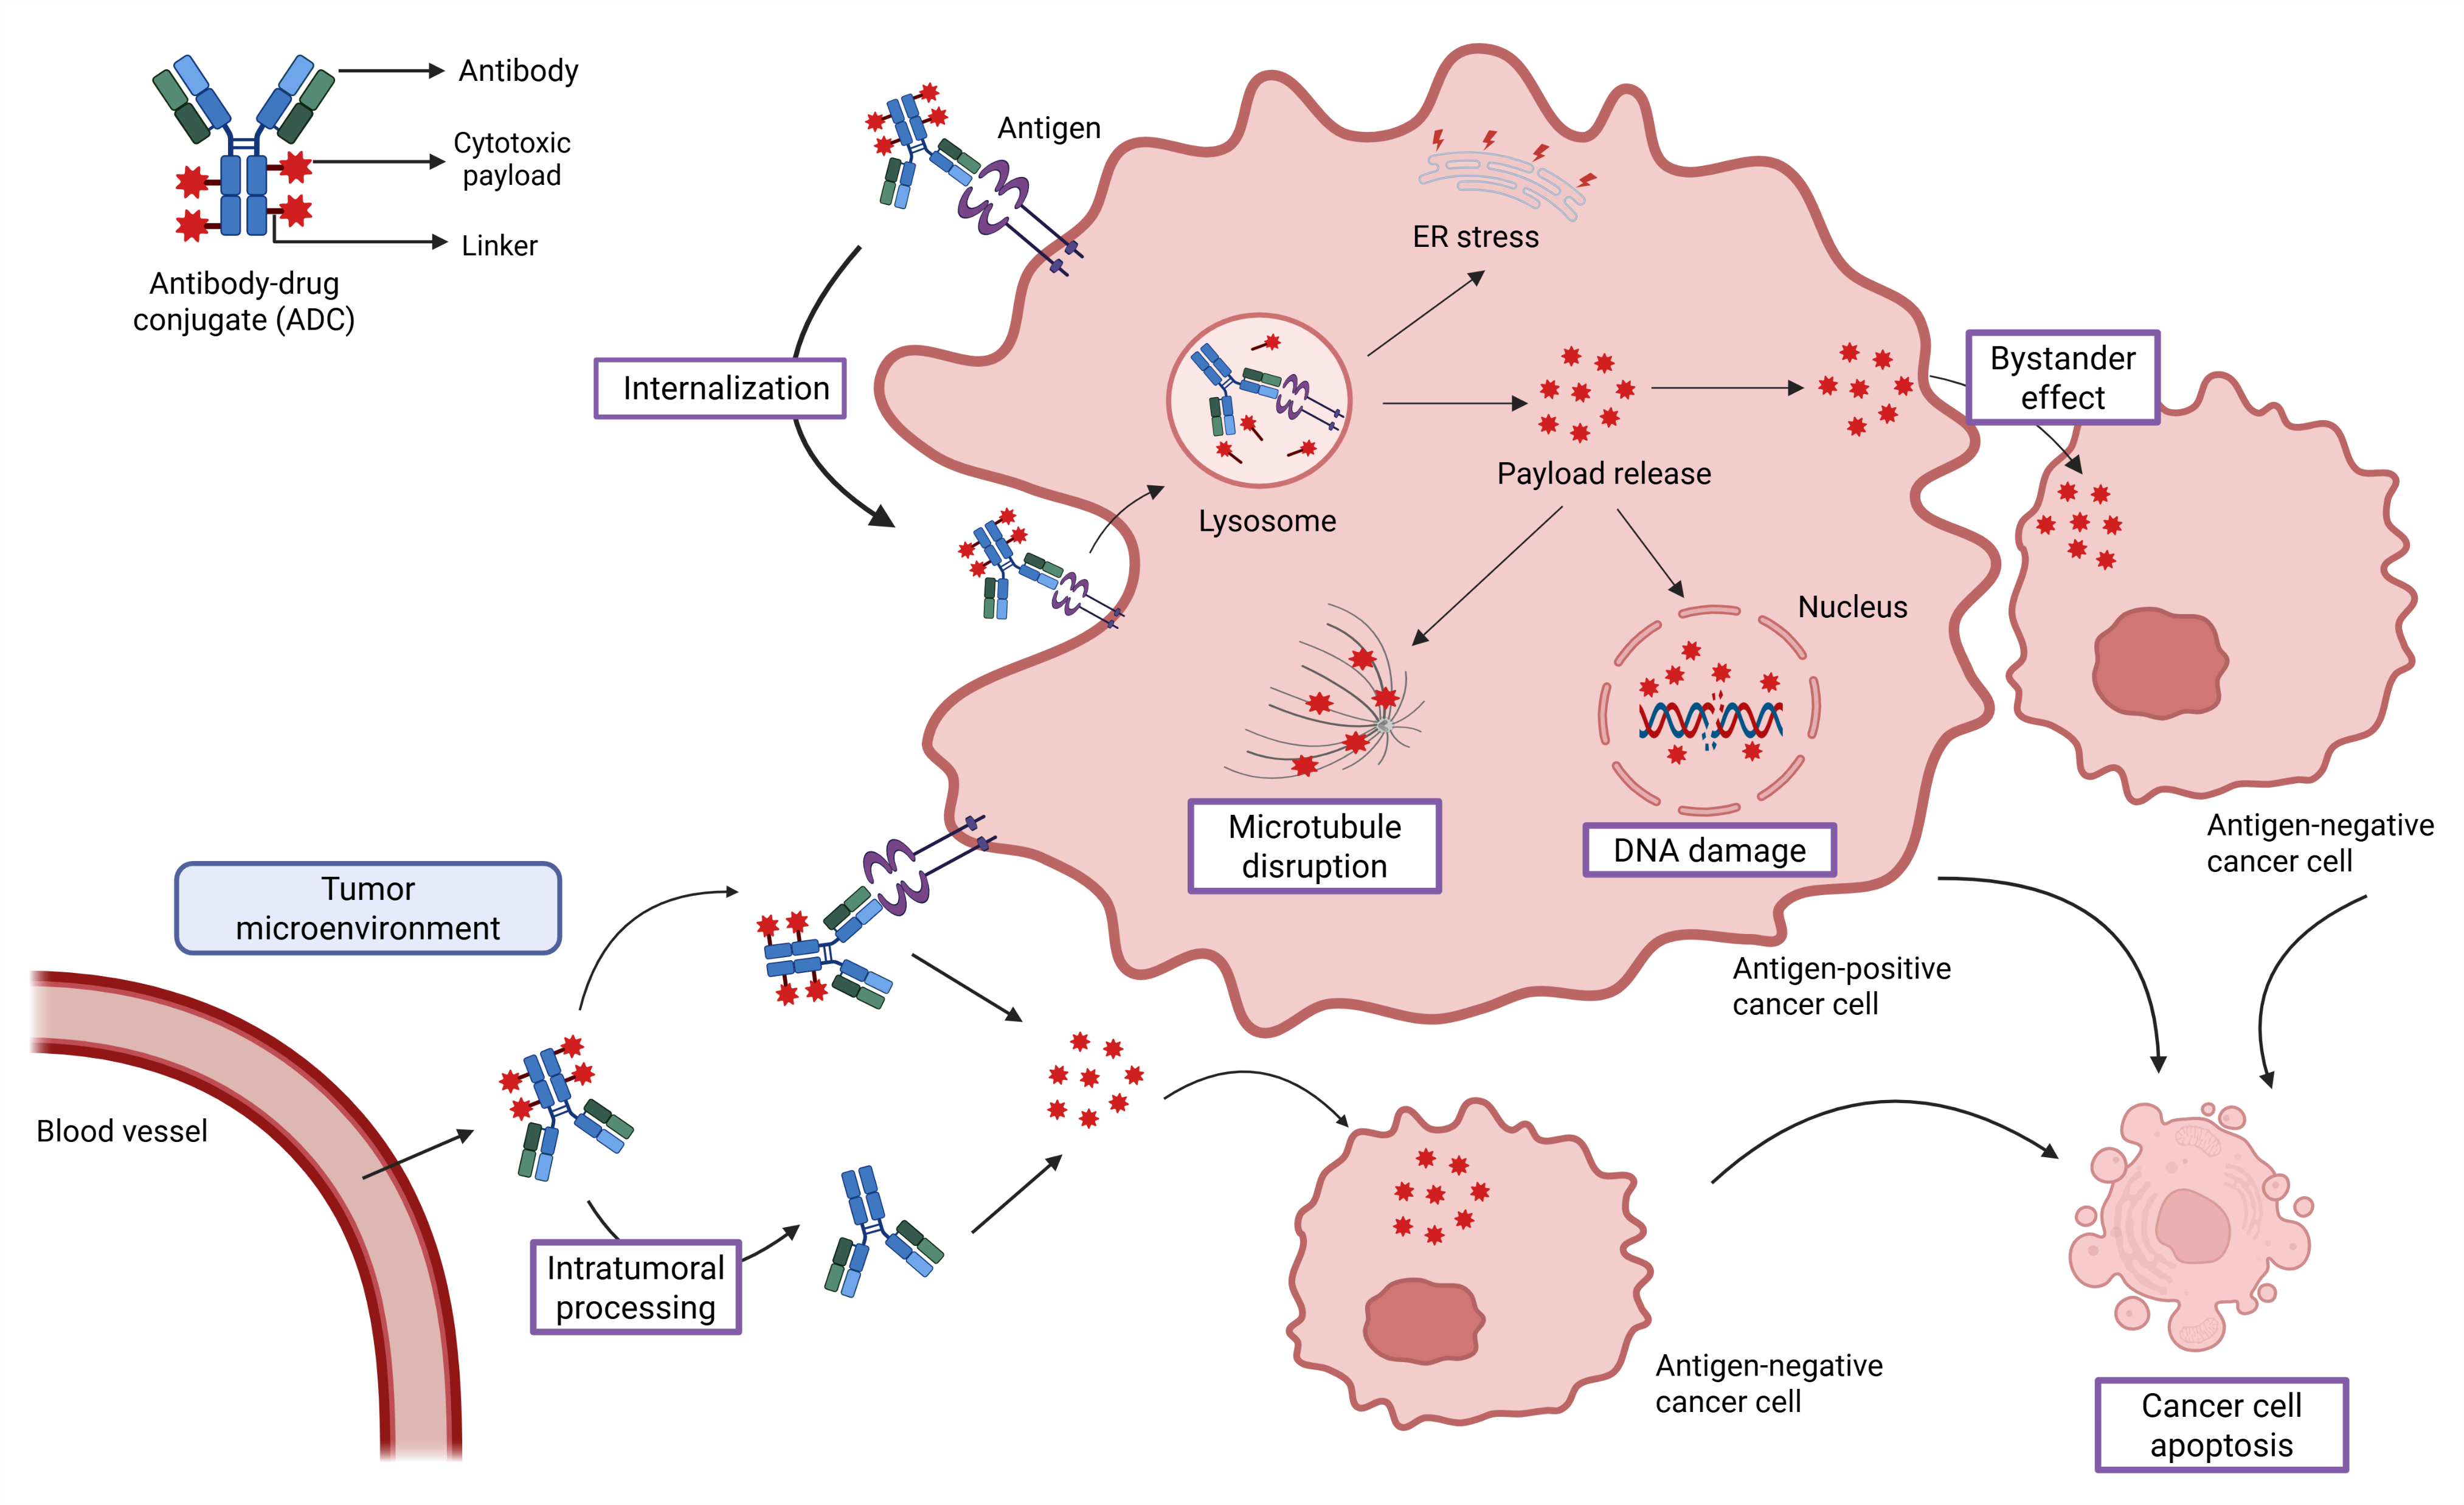 Antibody
Cytotoxic
payload
Linker
Antibody-drug
conjugate (ADC)
Antigen
Internalization
ER stress
Lysosome
Payload release
Bystander
effect
Nucleus
Microtubule
disruption
DNA damage
Antigen-negative
cancer cell
Tumor
microenvironment
Antigen-positive
cancer cell
Blood vessel
Intratumoral
processing
Antigen-negative
cancer cell
Cancer cell
apoptosis